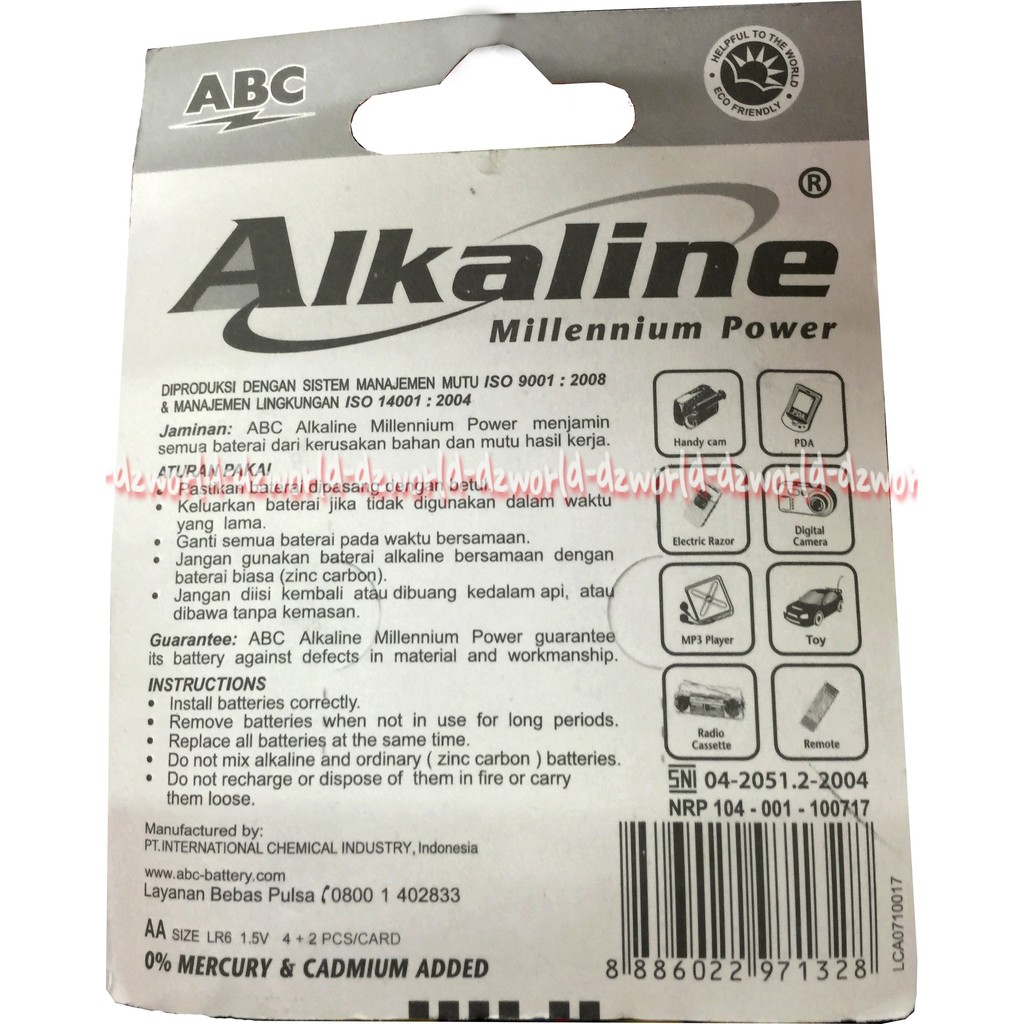 ABC
HELPFUL TO THE WORLD
ECO FRIENDLY
Alkaline ®
Millennium Power
DIPRODUKSI DENGAN SISTEM MANAJEMEN MUTU ISO 9001 : 2008
& MANAJEMEN LINGKUNGAN ISO 14001 : 2004
Jaminan: ABC Alkaline Millennium Power menjamin
semua baterai dari kerusakan bahan dan mutu hasil kerja.
ATURAN PAKAI
-dzworld-dzworld-dzworld-dzworld-dzworld-dzwor
• Pastikan baterai dipasang dengan betul.
• Keluarkan baterai jika tidak digunakan dalam waktu
yang lama.
• Ganti semua baterai pada waktu bersamaan.
• Jangan gunakan baterai alkaline bersamaan dengan
baterai biasa (zinc carbon).
• Jangan diisi kembali atau dibuang kedalam api, atau
dibawa tanpa kemasan.
Guarantee: ABC Alkaline Millennium Power guarantee
its battery against defects in material and workmanship.
INSTRUCTIONS
• Install batteries correctly.
• Remove batteries when not in use for long periods.
• Replace all batteries at the same time.
• Do not mix alkaline and ordinary ( zinc carbon ) batteries.
• Do not recharge or dispose of them in fire or carry
them loose.
Manufactured by:
PT.INTERNATIONAL CHEMICAL INDUSTRY, Indonesia
www.abc-battery.com
Layanan Bebas Pulsa 0800 1 402833
AA SIZE LR6 1.5V 4 + 2 PCS/CARD
0% MERCURY & CADMIUM ADDED
Handy cam
PDA
PDA
Electric Razor
Digital
Camera
MP3 Player
Toy
Radio
Cassette
Remote
SNI 04-2051.2-2004
NRP 104 - 001 - 100717
8 886022 971328
LCA0710017